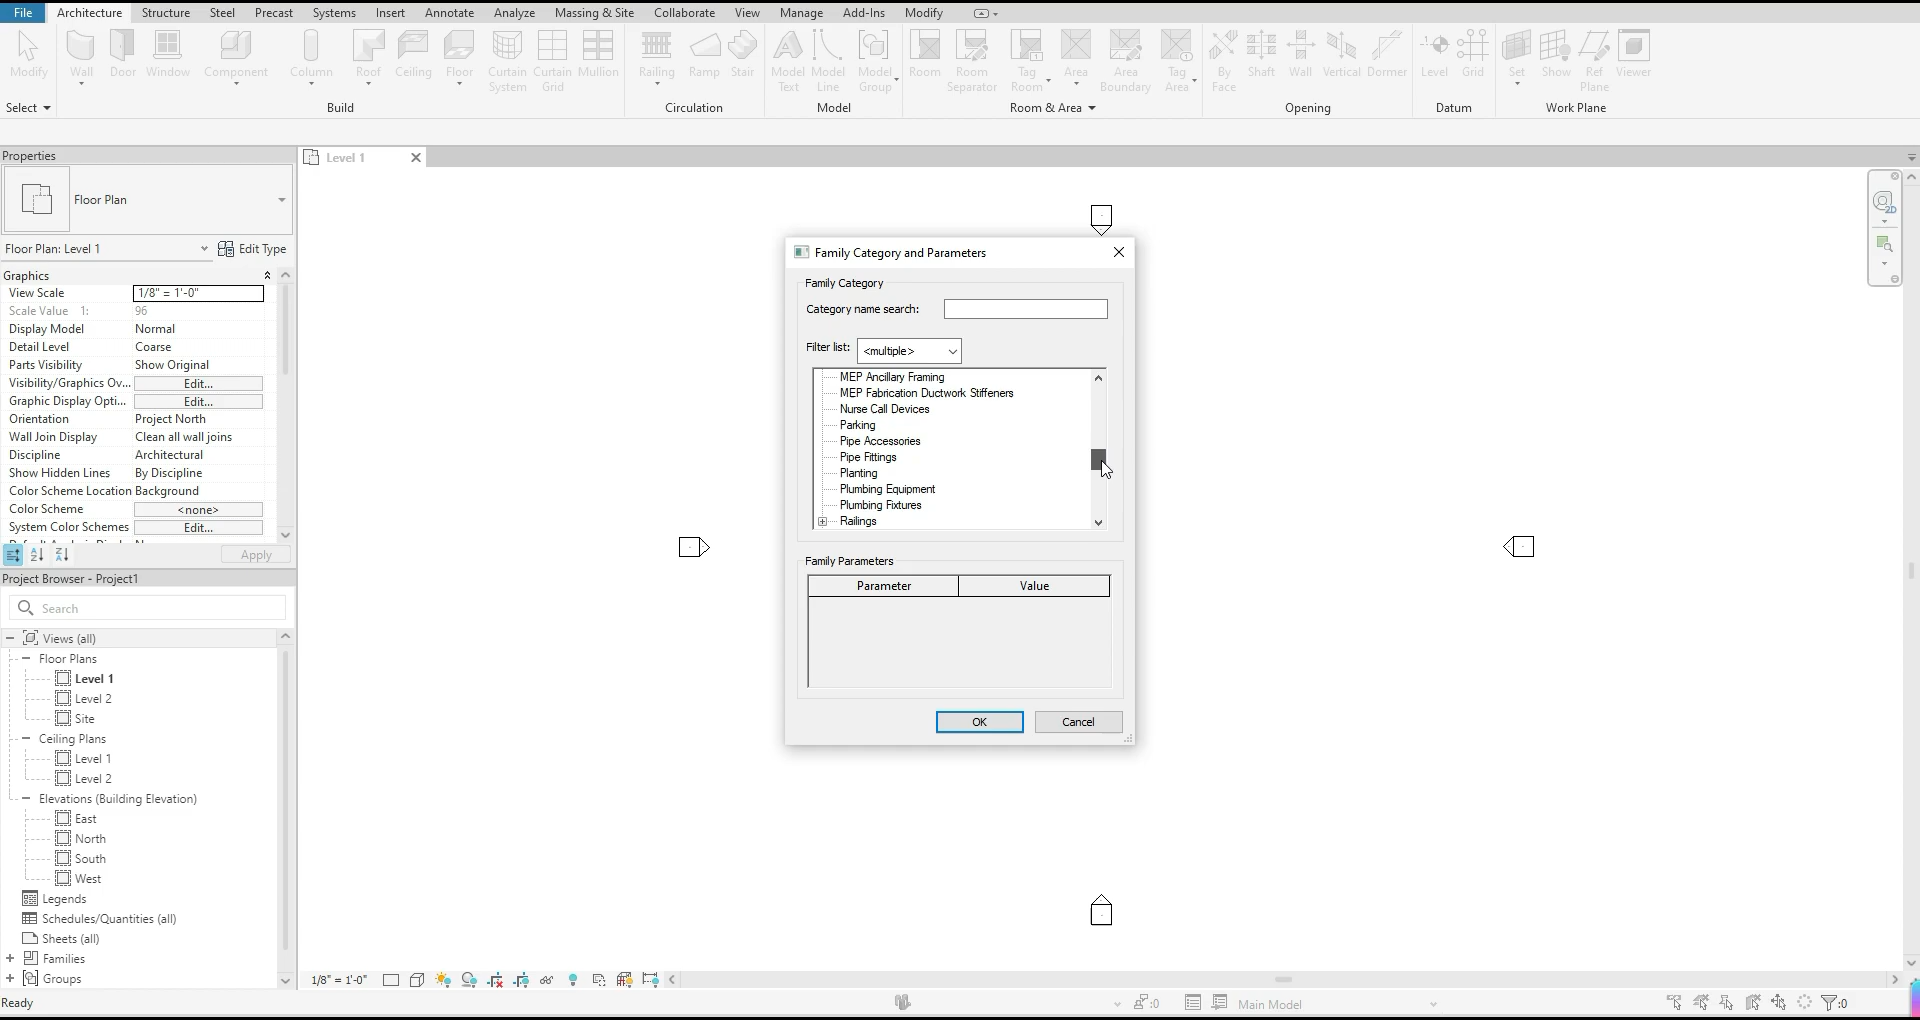 File Architecture Structure Steel Precast Systems Insert Annotate Analyze Massing & Site Collaborate View Manage Add-Ins Modify
Modify Wall Door Window Component Column Roof Ceiling Floor Curtain System Curtain Grid Mullion Railing Ramp Stair Model Text Model Line Model Group Room Room Separator Tag Room Area Area Boundary Tag Area By Face Shaft Wall Vertical Dormer Level Grid Set Show Ref Plane Viewer
Select Build Circulation Model Room & Area Opening Datum Work Plane
Properties
Level 1
Floor Plan
Floor Plan: Level 1 Edit Type
Graphics
View Scale 1/8" = 1'-0"
Scale Value 1: 96
Display Model Normal
Detail Level Coarse
Parts Visibility Show Original
Visibility/Graphics Ov... Edit...
Graphic Display Opti... Edit...
Orientation Project North
Wall Join Display Clean all wall joins
Discipline Architectural
Show Hidden Lines By Discipline
Color Scheme Location Background
Color Scheme <none>
System Color Schemes Edit...
Apply
Project Browser - Project1
Search
Views (all)
Floor Plans
Level 1
Level 2
Site
Ceiling Plans
Level 1
Level 2
Elevations (Building Elevation)
East
North
South
West
Legends
Schedules/Quantities (all)
Sheets (all)
Families
Groups
Family Category and Parameters
Family Category
Category name search:
Filter list: <multiple>
MEP Ancillary Framing
MEP Fabrication Ductwork Stiffeners
Nurse Call Devices
Parking
Pipe Accessories
Pipe Fittings
Planting
Plumbing Equipment
Plumbing Fixtures
Railings
Family Parameters
Parameter Value
OK Cancel
2D
1/8" = 1'-0"
Ready
:0
Main Model
:0